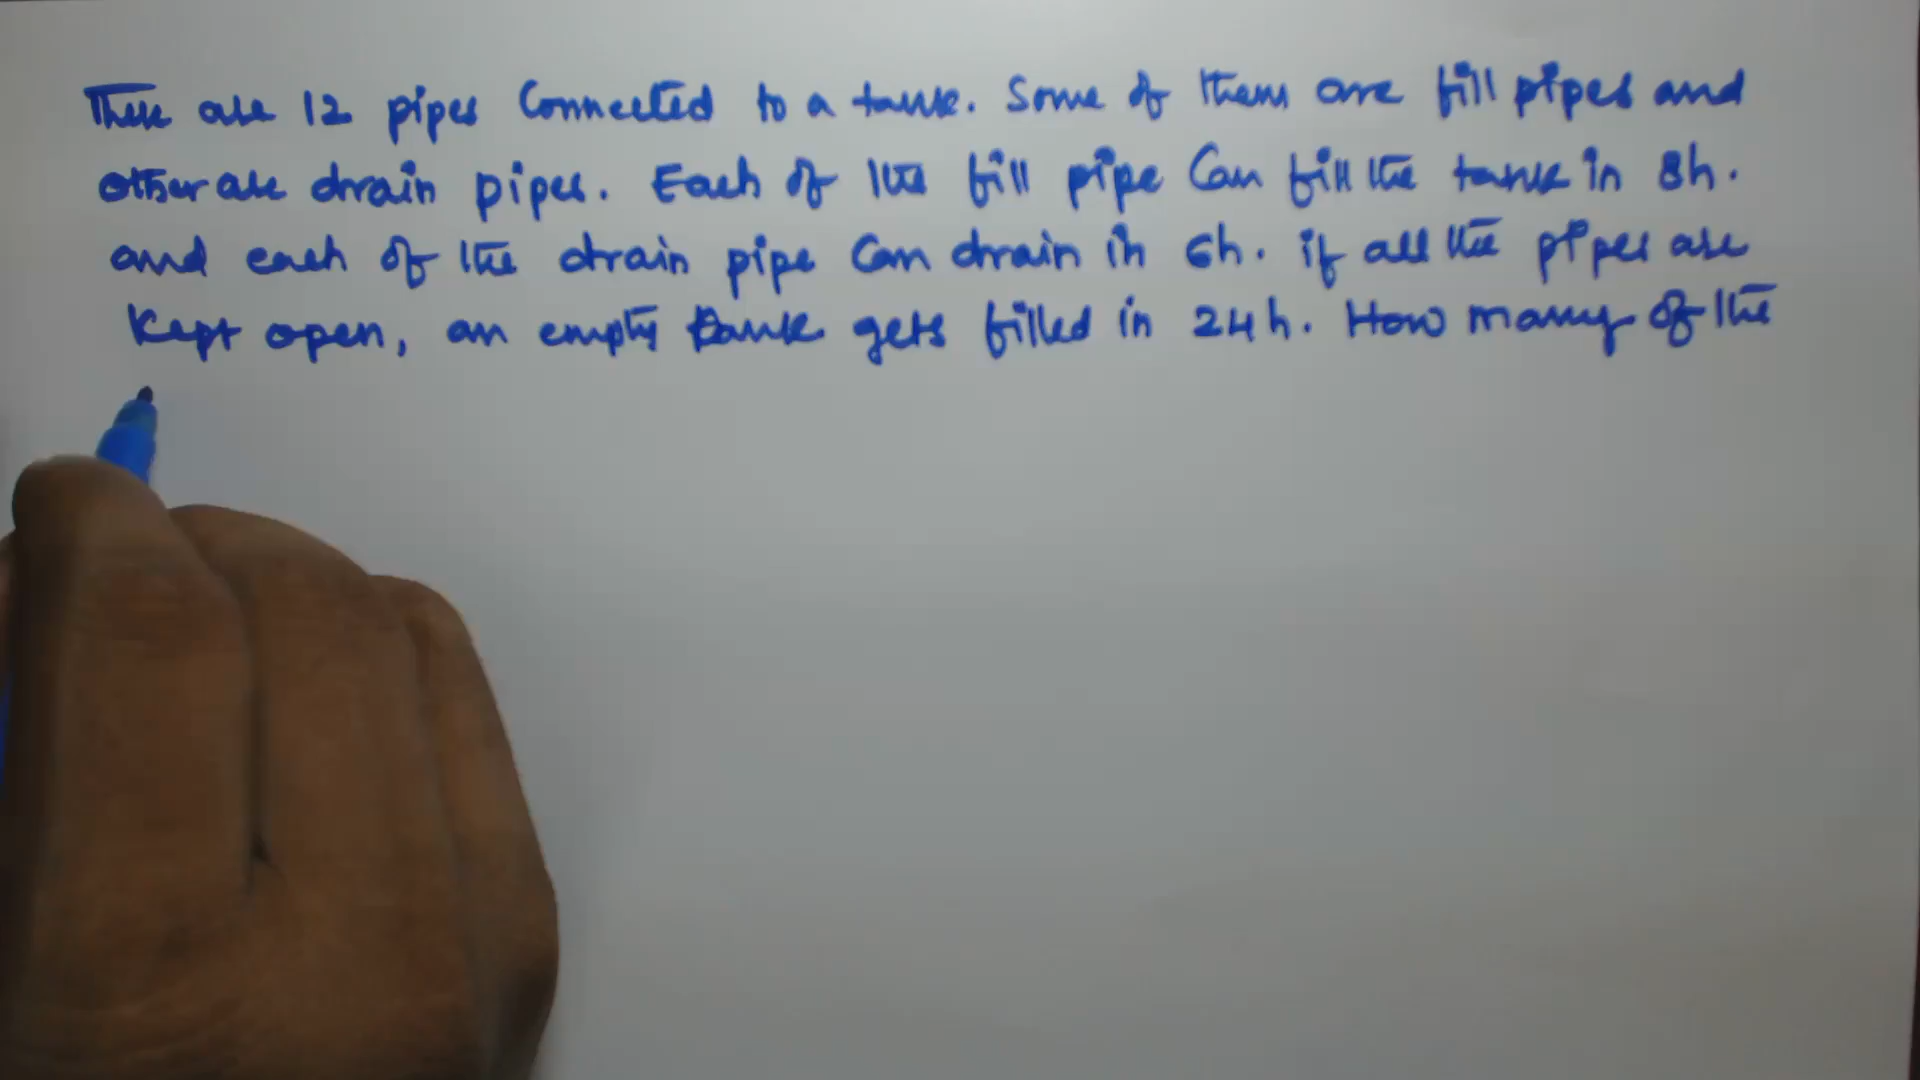 There are 12 pipes Connected to a tank. Some of them are fill pipes and
other are drain pipes. Each of the fill pipe Can fill the tank in 8h.
and each of the drain pipe Can drain in 6h. if all the pipes are
kept open, an empty tank gets filled in 24h. How many of the